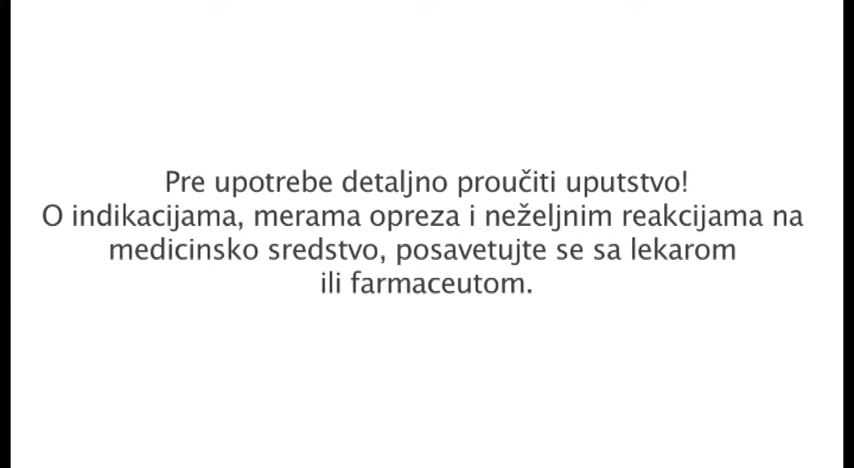 Pre upotrebe detaljno proučiti uputstvo!
O indikacijama, merama opreza i neželjnim reakcijama na
medicinsko sredstvo, posavetujte se sa lekarom
ili farmaceutom.